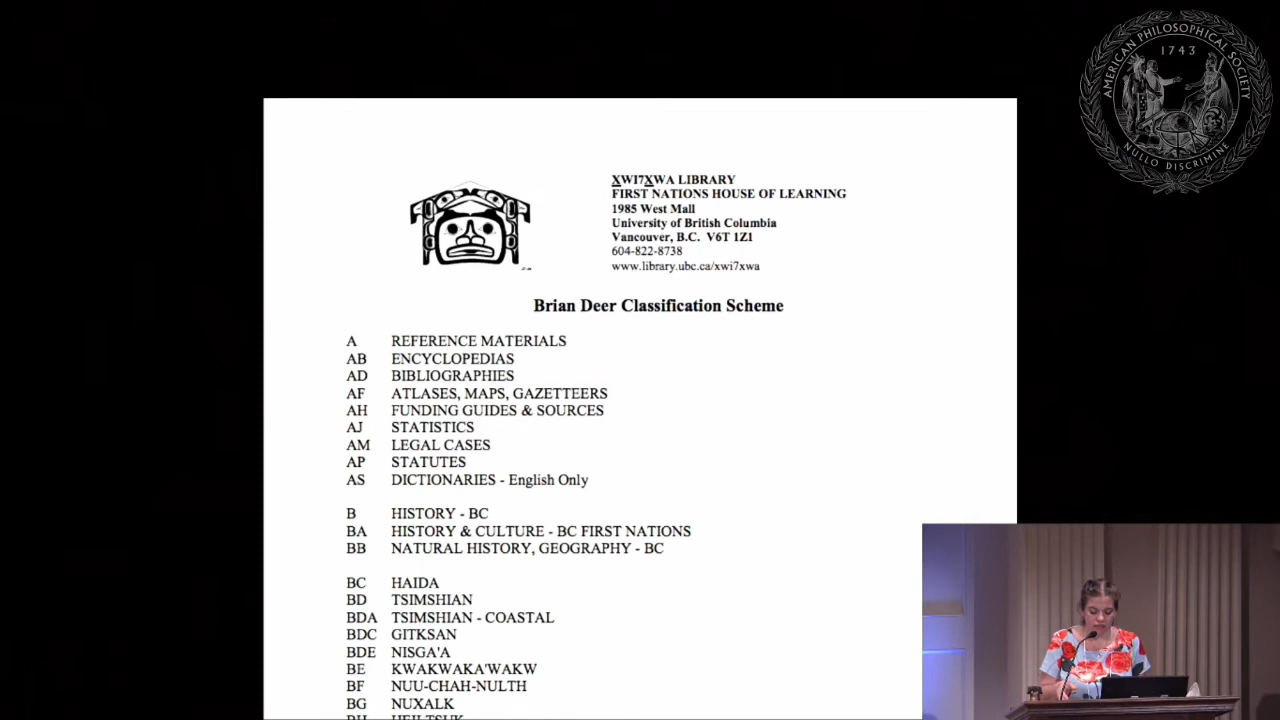 AMERICAN PHILOSOPHICAL SOCIETY
1743
NULLO DISCRIMINE
XWI7XWA LIBRARY
FIRST NATIONS HOUSE OF LEARNING
1985 West Mall
University of British Columbia
Vancouver, B.C. V6T 1Z1
604-822-8738
www.library.ubc.ca/xwi7xwa
Brian Deer Classification Scheme
A REFERENCE MATERIALS
AB ENCYCLOPEDIAS
AD BIBLIOGRAPHIES
AF ATLASES, MAPS, GAZETTEERS
AH FUNDING GUIDES & SOURCES
AJ STATISTICS
AM LEGAL CASES
AP STATUTES
AS DICTIONARIES - English Only
B HISTORY - BC
BA HISTORY & CULTURE - BC FIRST NATIONS
BB NATURAL HISTORY, GEOGRAPHY - BC
BC HAIDA
BD TSIMSHIAN
BDA TSIMSHIAN - COASTAL
BDC GITKSAN
BDE NISGA'A
BE KWAKWAKA'WAKW
BF NUU-CHAH-NULTH
BG NUXALK
BH HEILTSUK